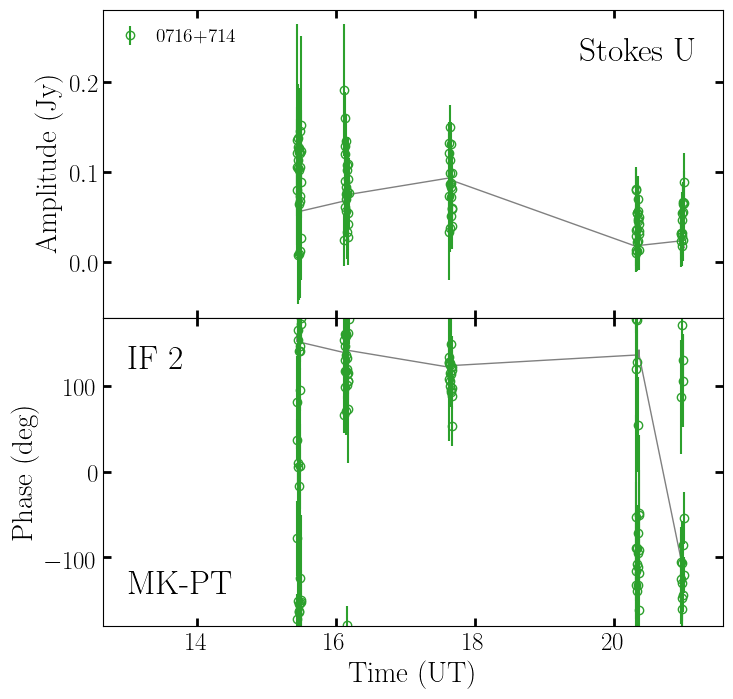 0716+714
Stokes U
0.2
0.1
0.0
Amplitude (Jy)
IF 2
100
0
−100
Phase (deg)
MK-PT
14 16 18 20
Time (UT)